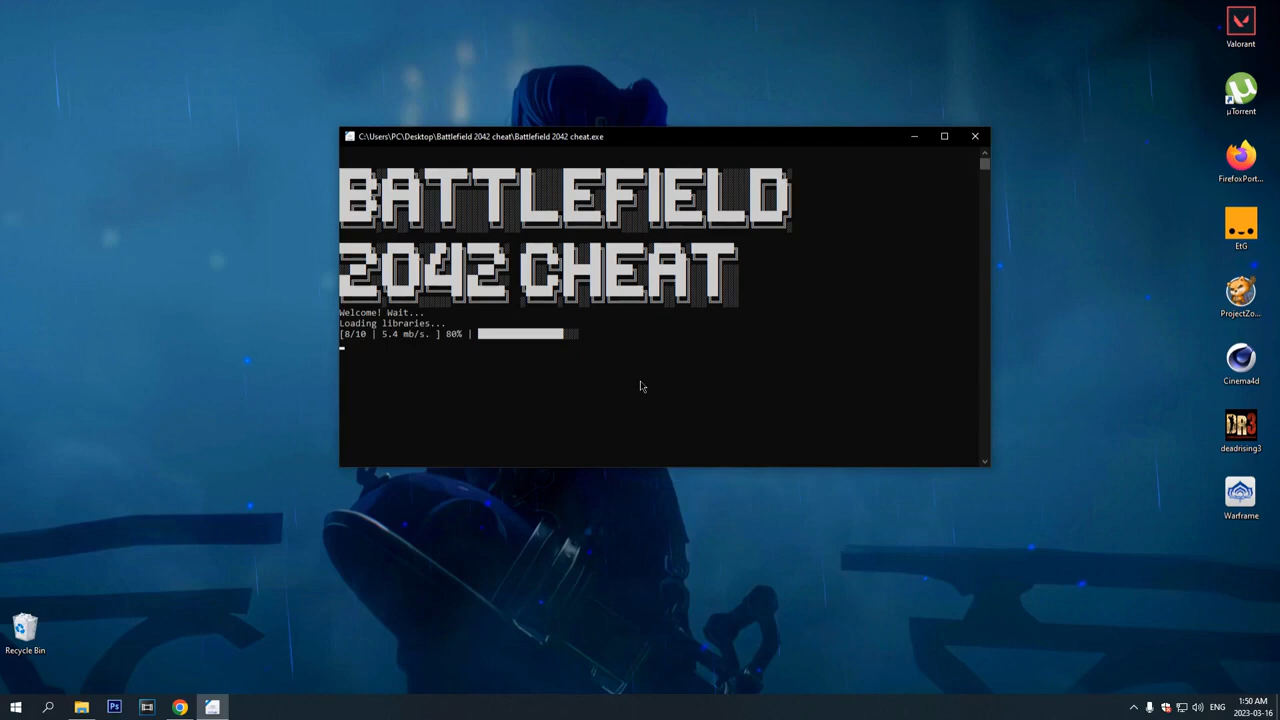 Valorant
µTorrent
C:\Users\PC\Desktop\Battlefield 2042 cheat\Battlefield 2042 cheat.exe
BATTLEFIELD
2042 CHEAT
Welcome! Wait...
Loading libraries...
[8/10 | 5.4 mb/s. ] 80% |
FirefoxPort...
EtG
ProjectZo...
Cinema4d
DR3
deadrising3
Warframe
Recycle Bin
Ps
ENG
1:50 AM
2023-03-16